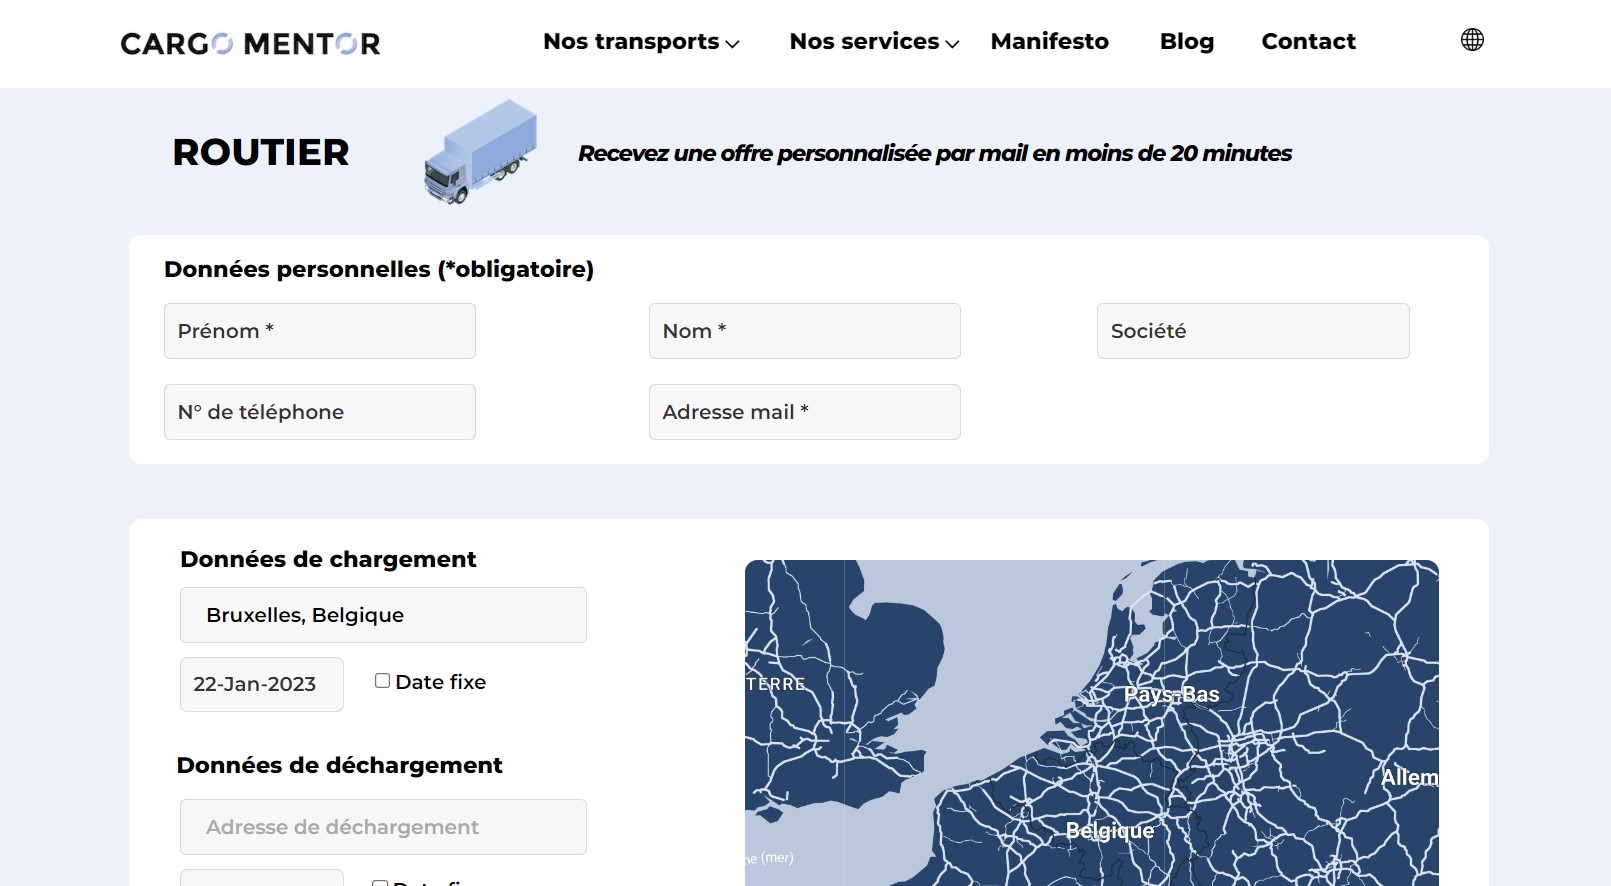 CARGO MENTOR
Nos transports
Nos services
Manifesto
Blog
Contact
ROUTIER
Recevez une offre personnalisée par mail en moins de 20 minutes
Données personnelles (*obligatoire)
Prénom *
Nom *
Société
N° de téléphone
Adresse mail *
Données de chargement
Bruxelles, Belgique
22-Jan-2023
Date fixe
TERRE
Pays-Bas
Données de déchargement
Allem
Adresse de déchargement
Belgique
ne (mer)